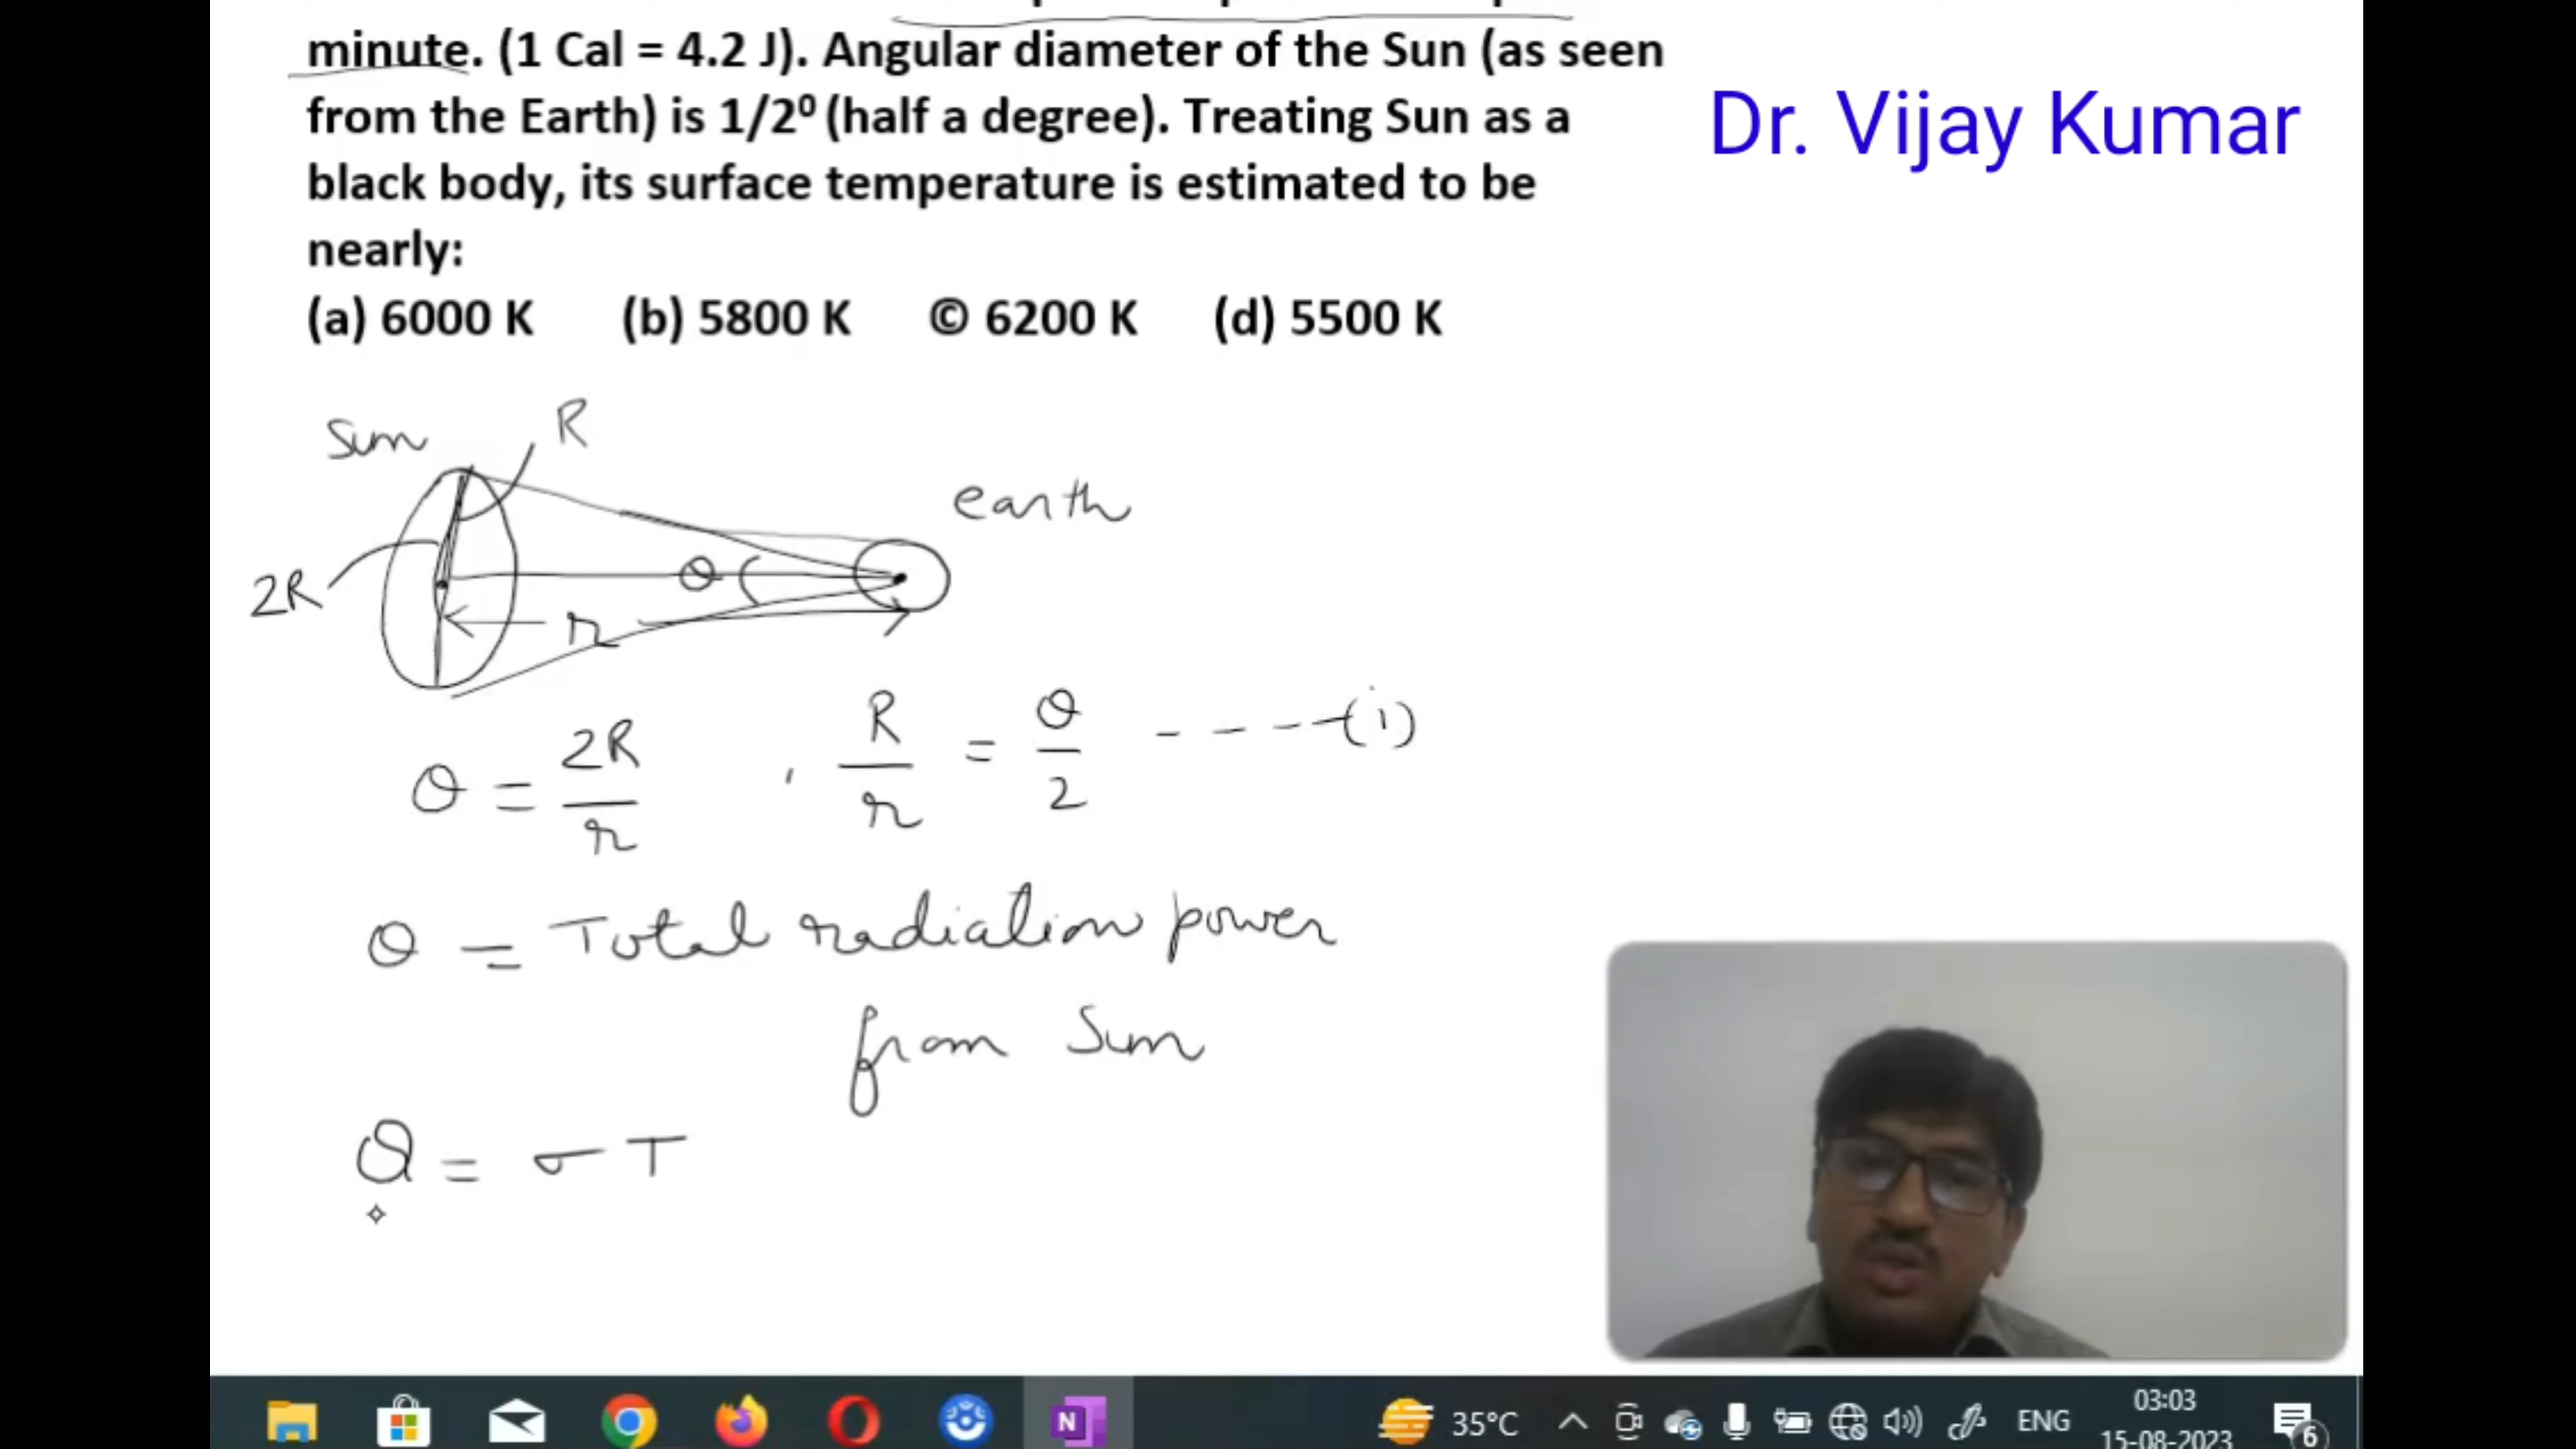 minute. (1 Cal = 4.2 J). Angular diameter of the Sun (as seen
from the Earth) is 1/2⁰ (half a degree). Treating Sun as a
black body, its surface temperature is estimated to be
nearly:
(a) 6000 K (b) 5800 K © 6200 K (d) 5500 K
Dr. Vijay Kumar
Sun R
earth
2R θ
r
θ = 2R/r , R/r = θ/2 ----(i)
Q = Total radiation power
from Sun
Q = σ T
N 35°C ENG 03:03
15-08-2023 6